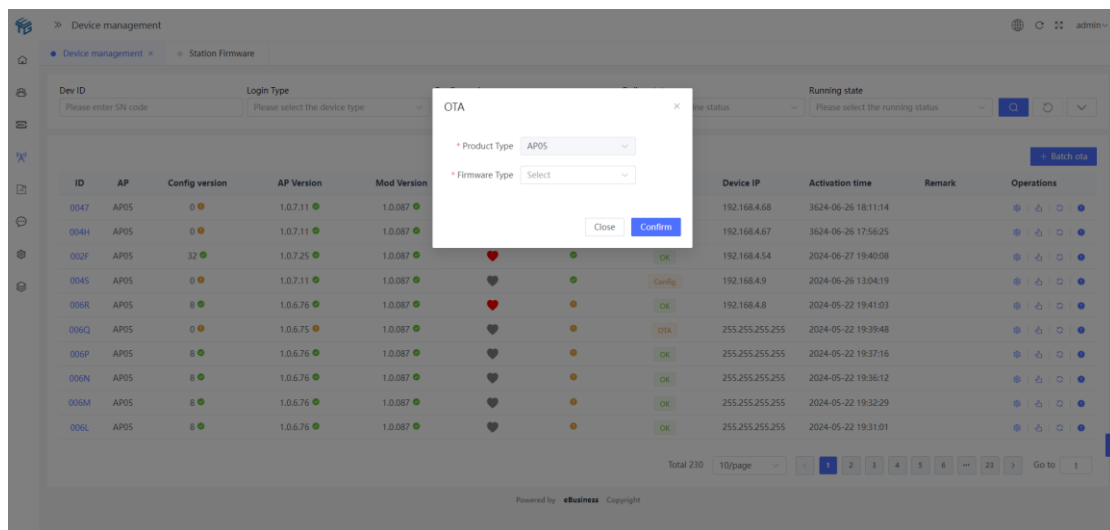 Device management
admin
Device management
Station Firmware
Dev ID
Login Type
Running state
Please enter SN code
Please select the device type
ine status
Please select the running status
OTA
* Product Type AP05
* Firmware Type Select
Close Confirm
+ Batch ota
ID AP Config version AP Version Mod Version Device IP Activation time Remark Operations
0047 AP05 0 1.0.7.11 1.0.087 192.168.4.68 3624-06-26 18:11:14
004H AP05 0 1.0.7.11 1.0.087 192.168.4.67 3624-06-26 17:56:25
002F AP05 32 1.0.7.25 1.0.087 OK 192.168.4.54 2024-06-27 19:40:08
004S AP05 0 1.0.7.11 1.0.087 Config 192.168.4.9 2024-06-26 13:04:19
006R AP05 8 1.0.6.76 1.0.087 OK 192.168.4.8 2024-05-22 19:41:03
006Q AP05 0 1.0.6.75 1.0.087 OTA 255.255.255.255 2024-05-22 19:39:48
006P AP05 8 1.0.6.76 1.0.087 OK 255.255.255.255 2024-05-22 19:37:16
006N AP05 8 1.0.6.76 1.0.087 OK 255.255.255.255 2024-05-22 19:36:12
006M AP05 8 1.0.6.76 1.0.087 OK 255.255.255.255 2024-05-22 19:32:29
006L AP05 8 1.0.6.76 1.0.087 OK 255.255.255.255 2024-05-22 19:31:01
Total 230 10/page 1 2 3 4 5 6 ··· 23 Go to 1
Powered by eBusiness Copyright